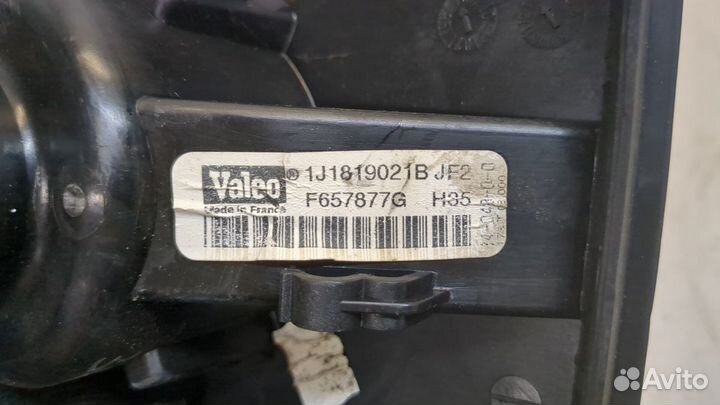 Valeo ® 1J1819021B JF2
Made in France F657877G H35
Avito